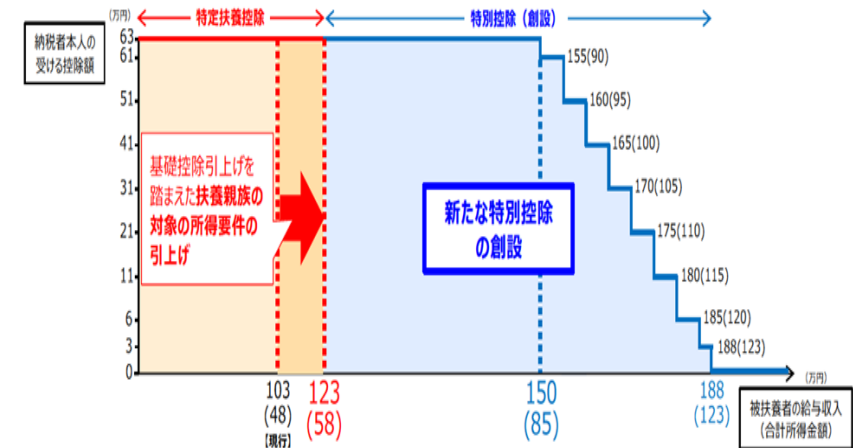 (万円)
特定扶養控除
特別控除（創設）
納税者本人の
受ける控除額
63
61
51
41
31
21
11
6
3
0
155(90)
160(95)
165(100)
170(105)
175(110)
180(115)
185(120)
188(123)
基礎控除引上げを
踏まえた扶養親族の
対象の所得要件の
引上げ
新たな特別控除
の創設
103
(48)
【現行】
123
(58)
150
(85)
188
(123)
(万円)
被扶養者の給与収入
（合計所得金額）